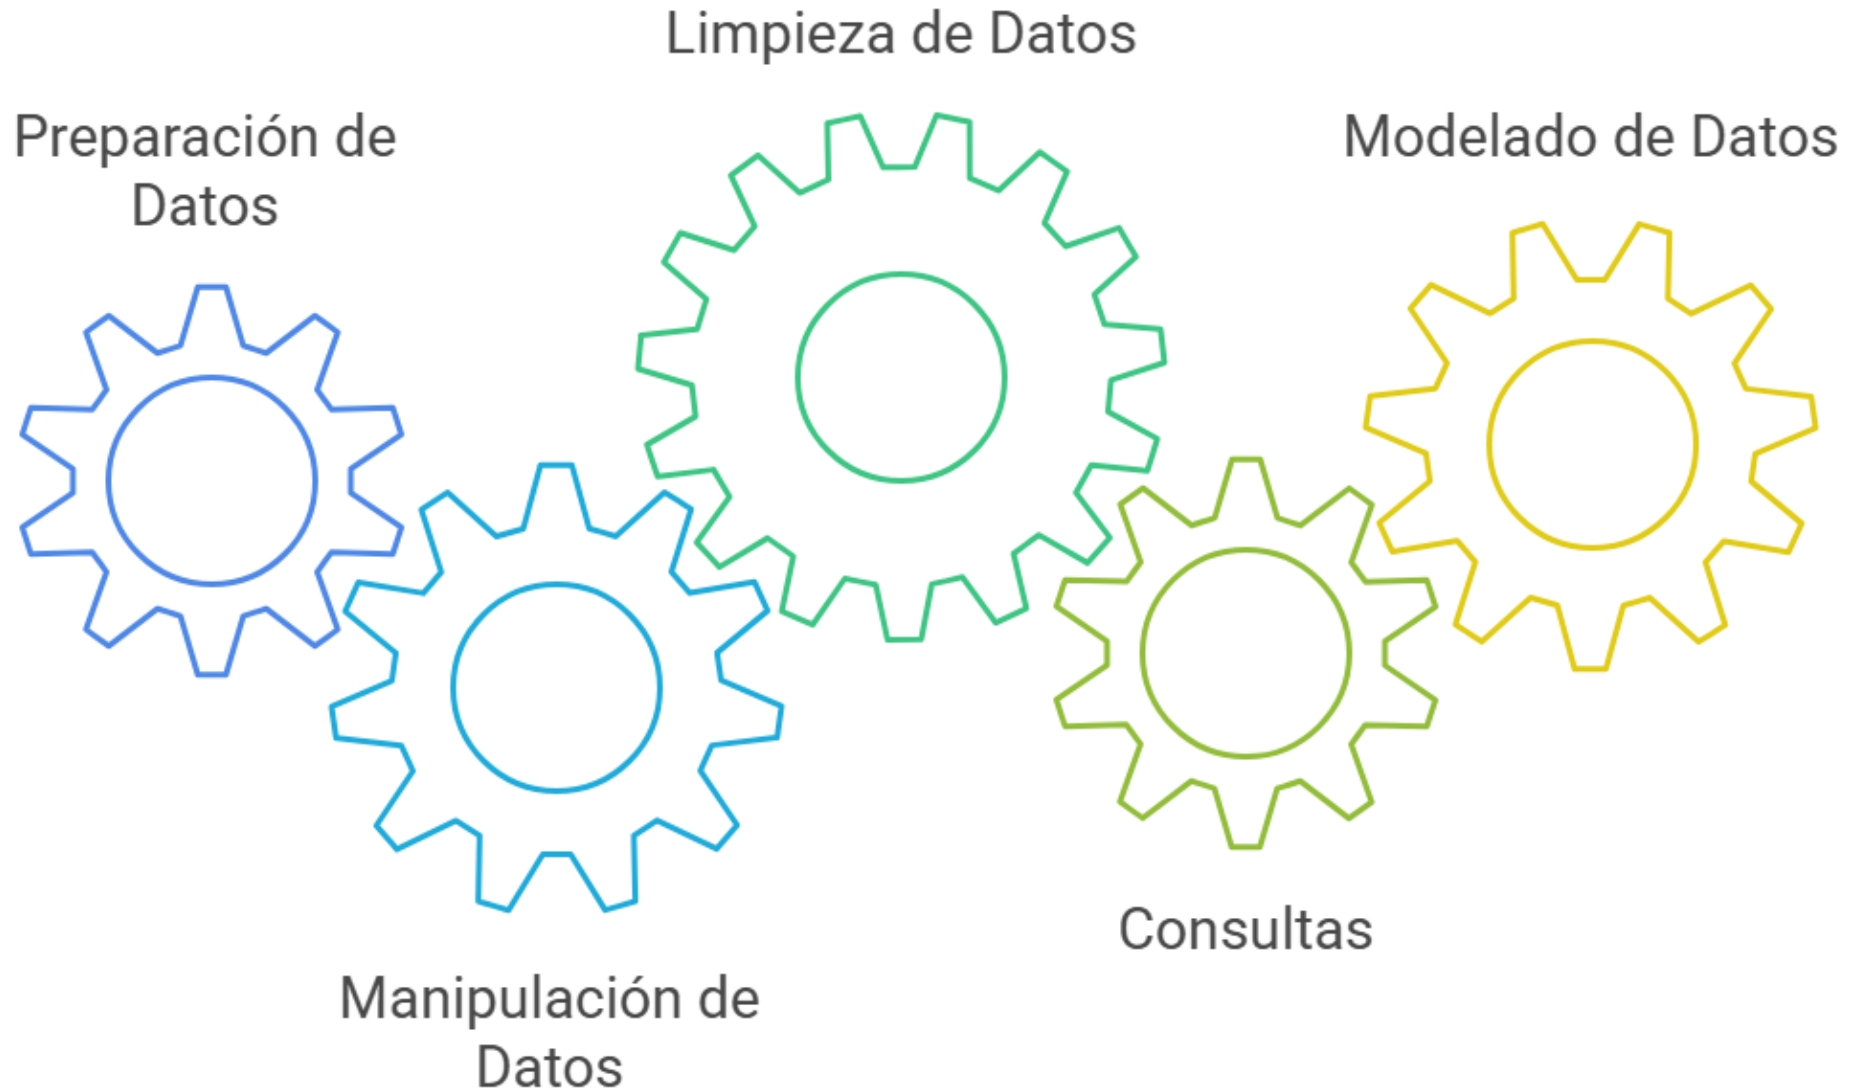 Limpieza de Datos
Preparación de
Datos
Modelado de Datos
Consultas
Manipulación de
Datos